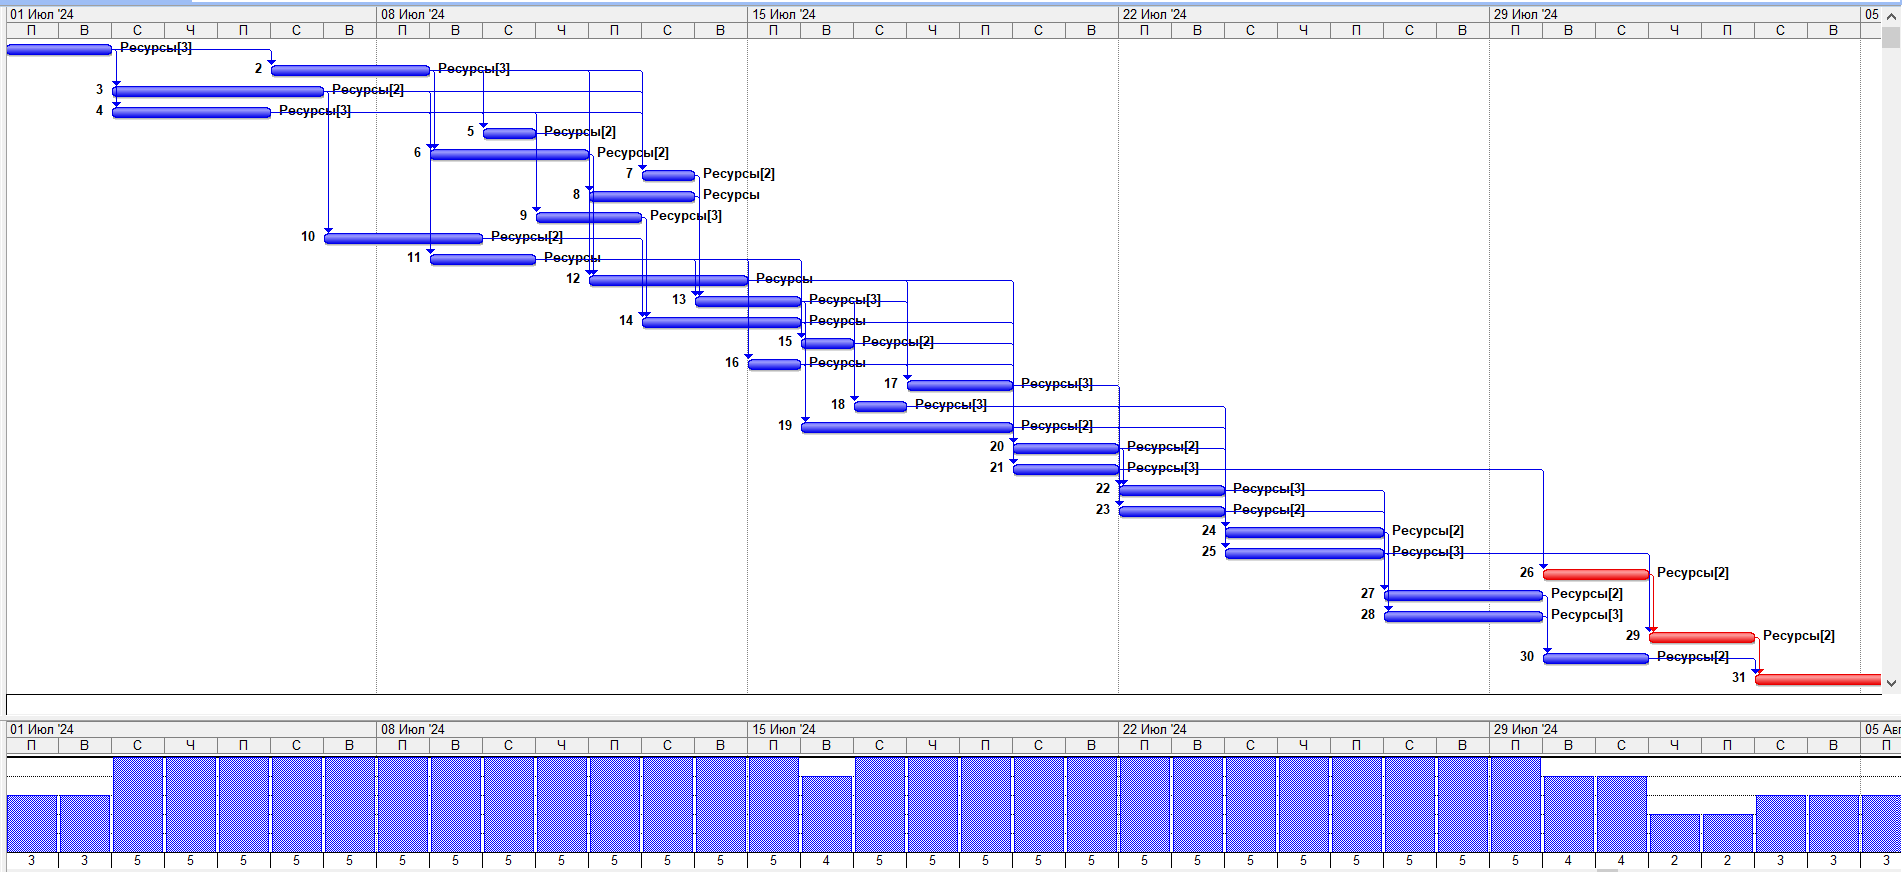 01 Июл '24 08 Июл '24 15 Июл '24 22 Июл '24 29 Июл '24 05
П В С Ч П С В П В С Ч П С В П В С Ч П С В П В С Ч П С В П В С Ч П С В
Ресурсы[3]
2 Ресурсы[3]
3 Ресурсы[2]
4 Ресурсы[3]
5 Ресурсы[2]
6 Ресурсы[2]
7 Ресурсы[2]
8 Ресурсы
9 Ресурсы[3]
10 Ресурсы[2]
11 Ресурсы
12 Ресурсы
13 Ресурсы[3]
14 Ресурсы
15 Ресурсы[2]
16 Ресурсы
17 Ресурсы[3]
18 Ресурсы[3]
19 Ресурсы[2]
20 Ресурсы[2]
21 Ресурсы[3]
22 Ресурсы[3]
23 Ресурсы[2]
24 Ресурсы[2]
25 Ресурсы[3]
26 Ресурсы[2]
27 Ресурсы[2]
28 Ресурсы[3]
29 Ресурсы[2]
30 Ресурсы[2]
31
01 Июл '24 08 Июл '24 15 Июл '24 22 Июл '24 29 Июл '24 05 Авг
П В С Ч П С В П В С Ч П С В П В С Ч П С В П В С Ч П С В П В С Ч П С В П
3 3 5 5 5 5 5 5 5 5 5 5 5 5 5 4 5 5 5 5 5 5 5 5 5 5 5 5 5 4 4 2 2 3 3 3